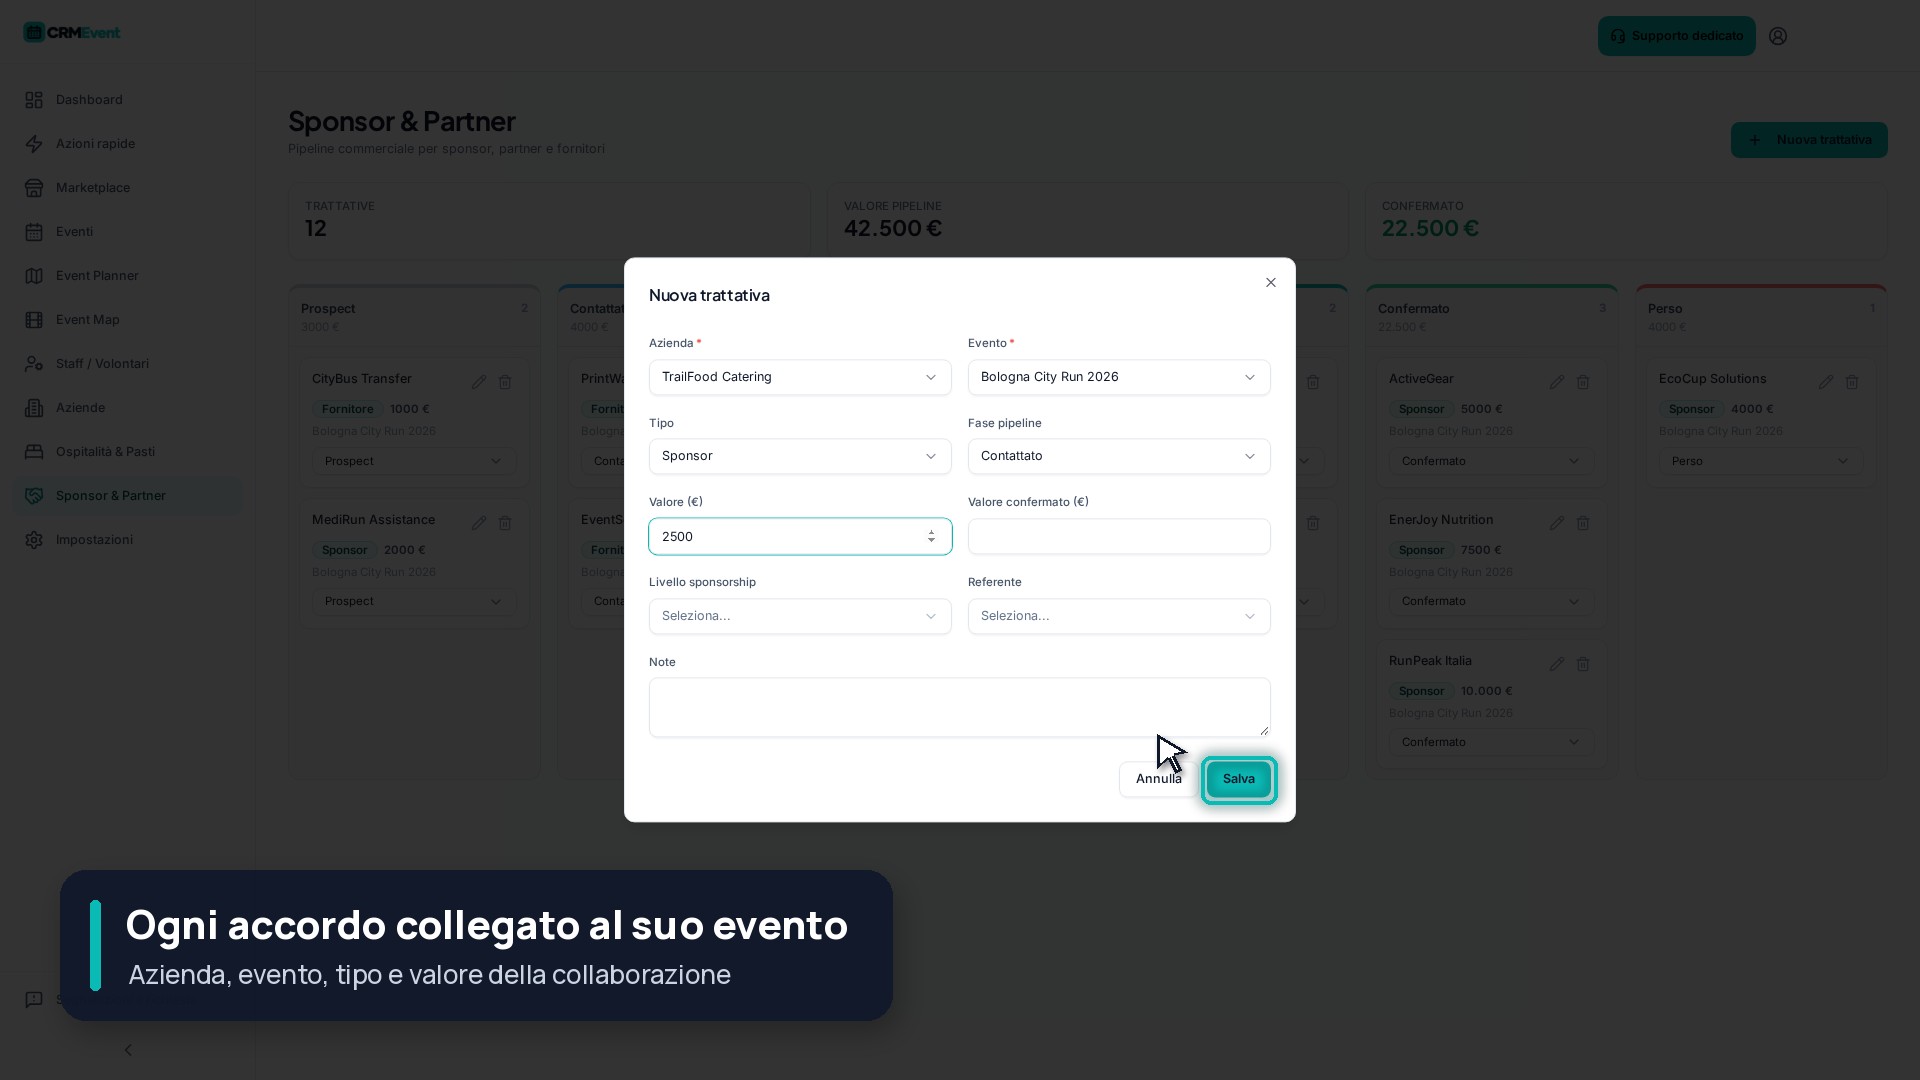 CRMEvent
Supporto dedicato
Dashboard
Azioni rapide
Marketplace
Eventi
Event Planner
Event Map
Staff / Volontari
Aziende
Ospitalità & Pasti
Sponsor & Partner
Impostazioni
Sponsor & Partner
Pipeline commerciale per sponsor, partner e fornitori
Nuova trattativa
TRATTATIVE
12
VALORE PIPELINE
42.500 €
CONFERMATO
22.500 €
Prospect 2
3000 €
CityBus Transfer
Fornitore 1000 €
Bologna City Run 2026
Prospect
MediRun Assistance
Sponsor 2000 €
Bologna City Run 2026
Prospect
4000 €
2
Confermato 3
22.500 €
ActiveGear
Sponsor 5000 €
Bologna City Run 2026
Confermato
EnerJoy Nutrition
Sponsor 7500 €
Bologna City Run 2026
Confermato
RunPeak Italia
Sponsor 10.000 €
Bologna City Run 2026
Confermato
Perso 1
4000 €
EcoCup Solutions
Sponsor 4000 €
Bologna City Run 2026
Perso
Nuova trattativa
Azienda *
TrailFood Catering
Evento *
Bologna City Run 2026
Tipo
Sponsor
Fase pipeline
Contattato
Valore (€)
2500
Valore confermato (€)
Livello sponsorship
Seleziona...
Referente
Seleziona...
Note
Annulla
Salva
Ogni accordo collegato al suo evento
Azienda, evento, tipo e valore della collaborazione